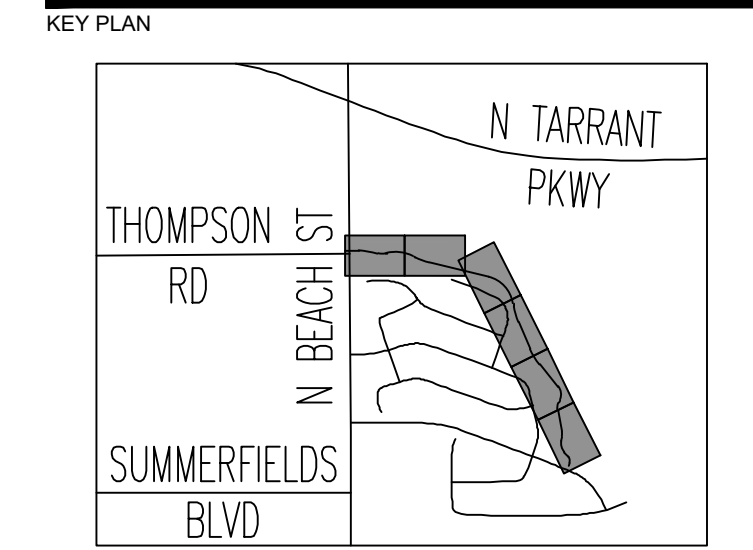 KEY PLAN
N TARRANT
PKWY
THOMPSON
RD
N BEACH ST
SUMMERFIELDS
BLVD